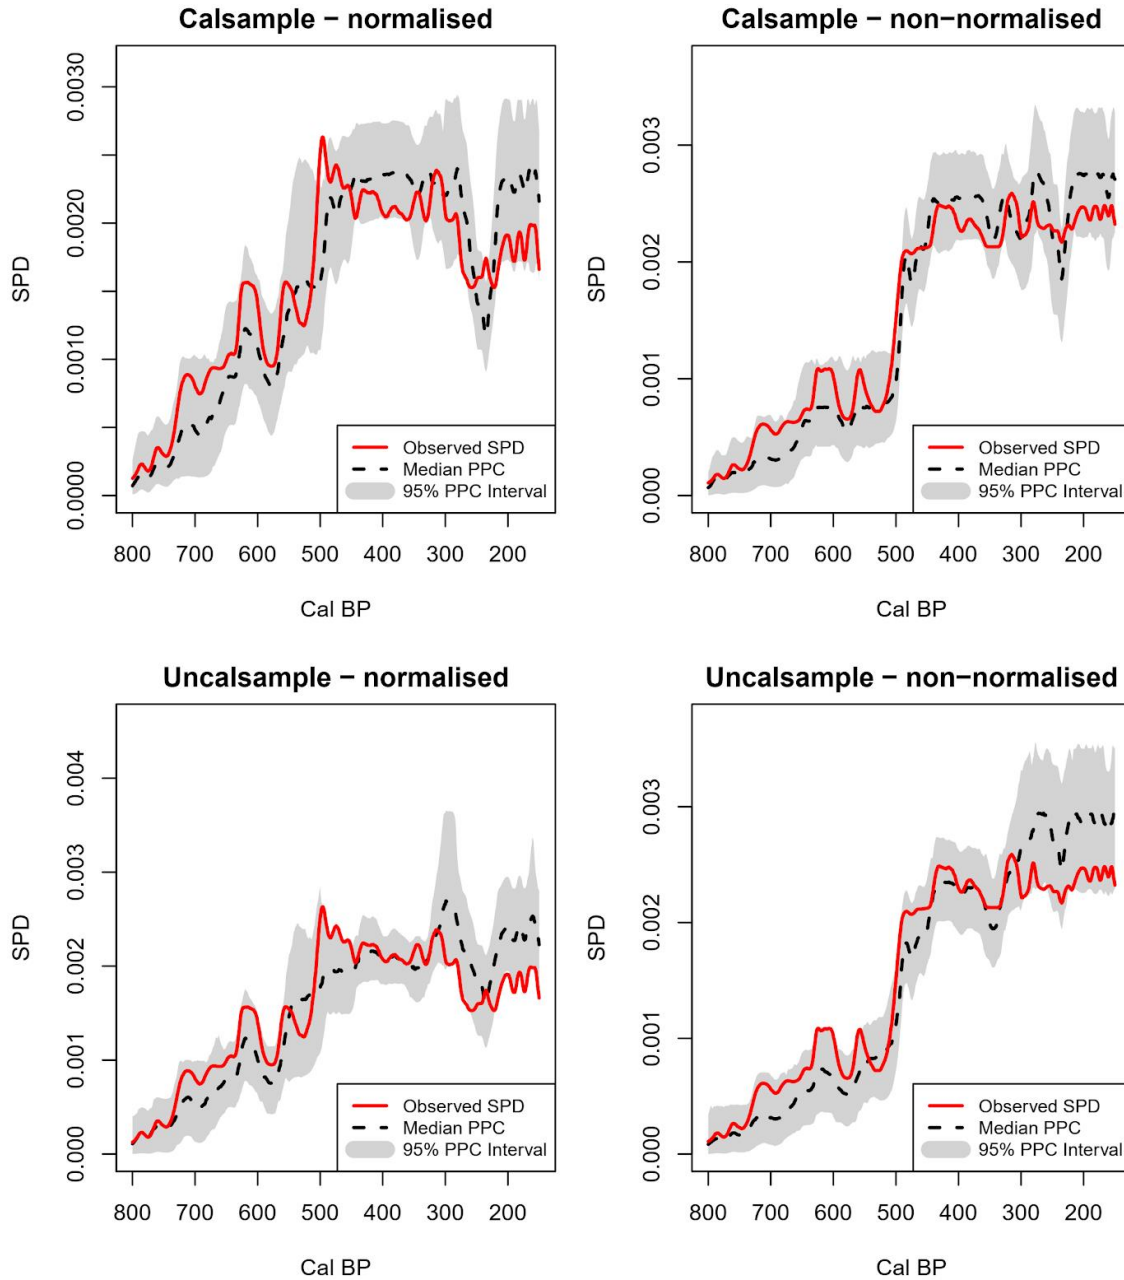 Calsample − normalised
SPD
0.0030
0.0020
0.0010
0.0000
Observed SPD
Median PPC
95% PPC Interval
800 700 600 500 400 300 200
Cal BP
Calsample − non−normalised
SPD
0.003
0.002
0.001
0.000
Observed SPD
Median PPC
95% PPC Interval
800 700 600 500 400 300 200
Cal BP
Uncalsample − normalised
SPD
0.004
0.003
0.002
0.001
0.000
Observed SPD
Median PPC
95% PPC Interval
800 700 600 500 400 300 200
Cal BP
Uncalsample − non−normalised
SPD
0.003
0.002
0.001
0.000
Observed SPD
Median PPC
95% PPC Interval
800 700 600 500 400 300 200
Cal BP